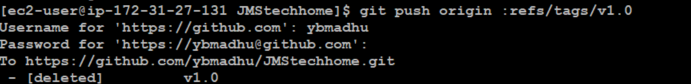 [ec2-user@ip-172-31-27-131 JMStechhome]$ git push origin :refs/tags/v1.0
Username for 'https://github.com': ybmadhu
Password for 'https://ybmadhu@github.com':
To https://github.com/ybmadhu/JMStechhome.git
 - [deleted]         v1.0